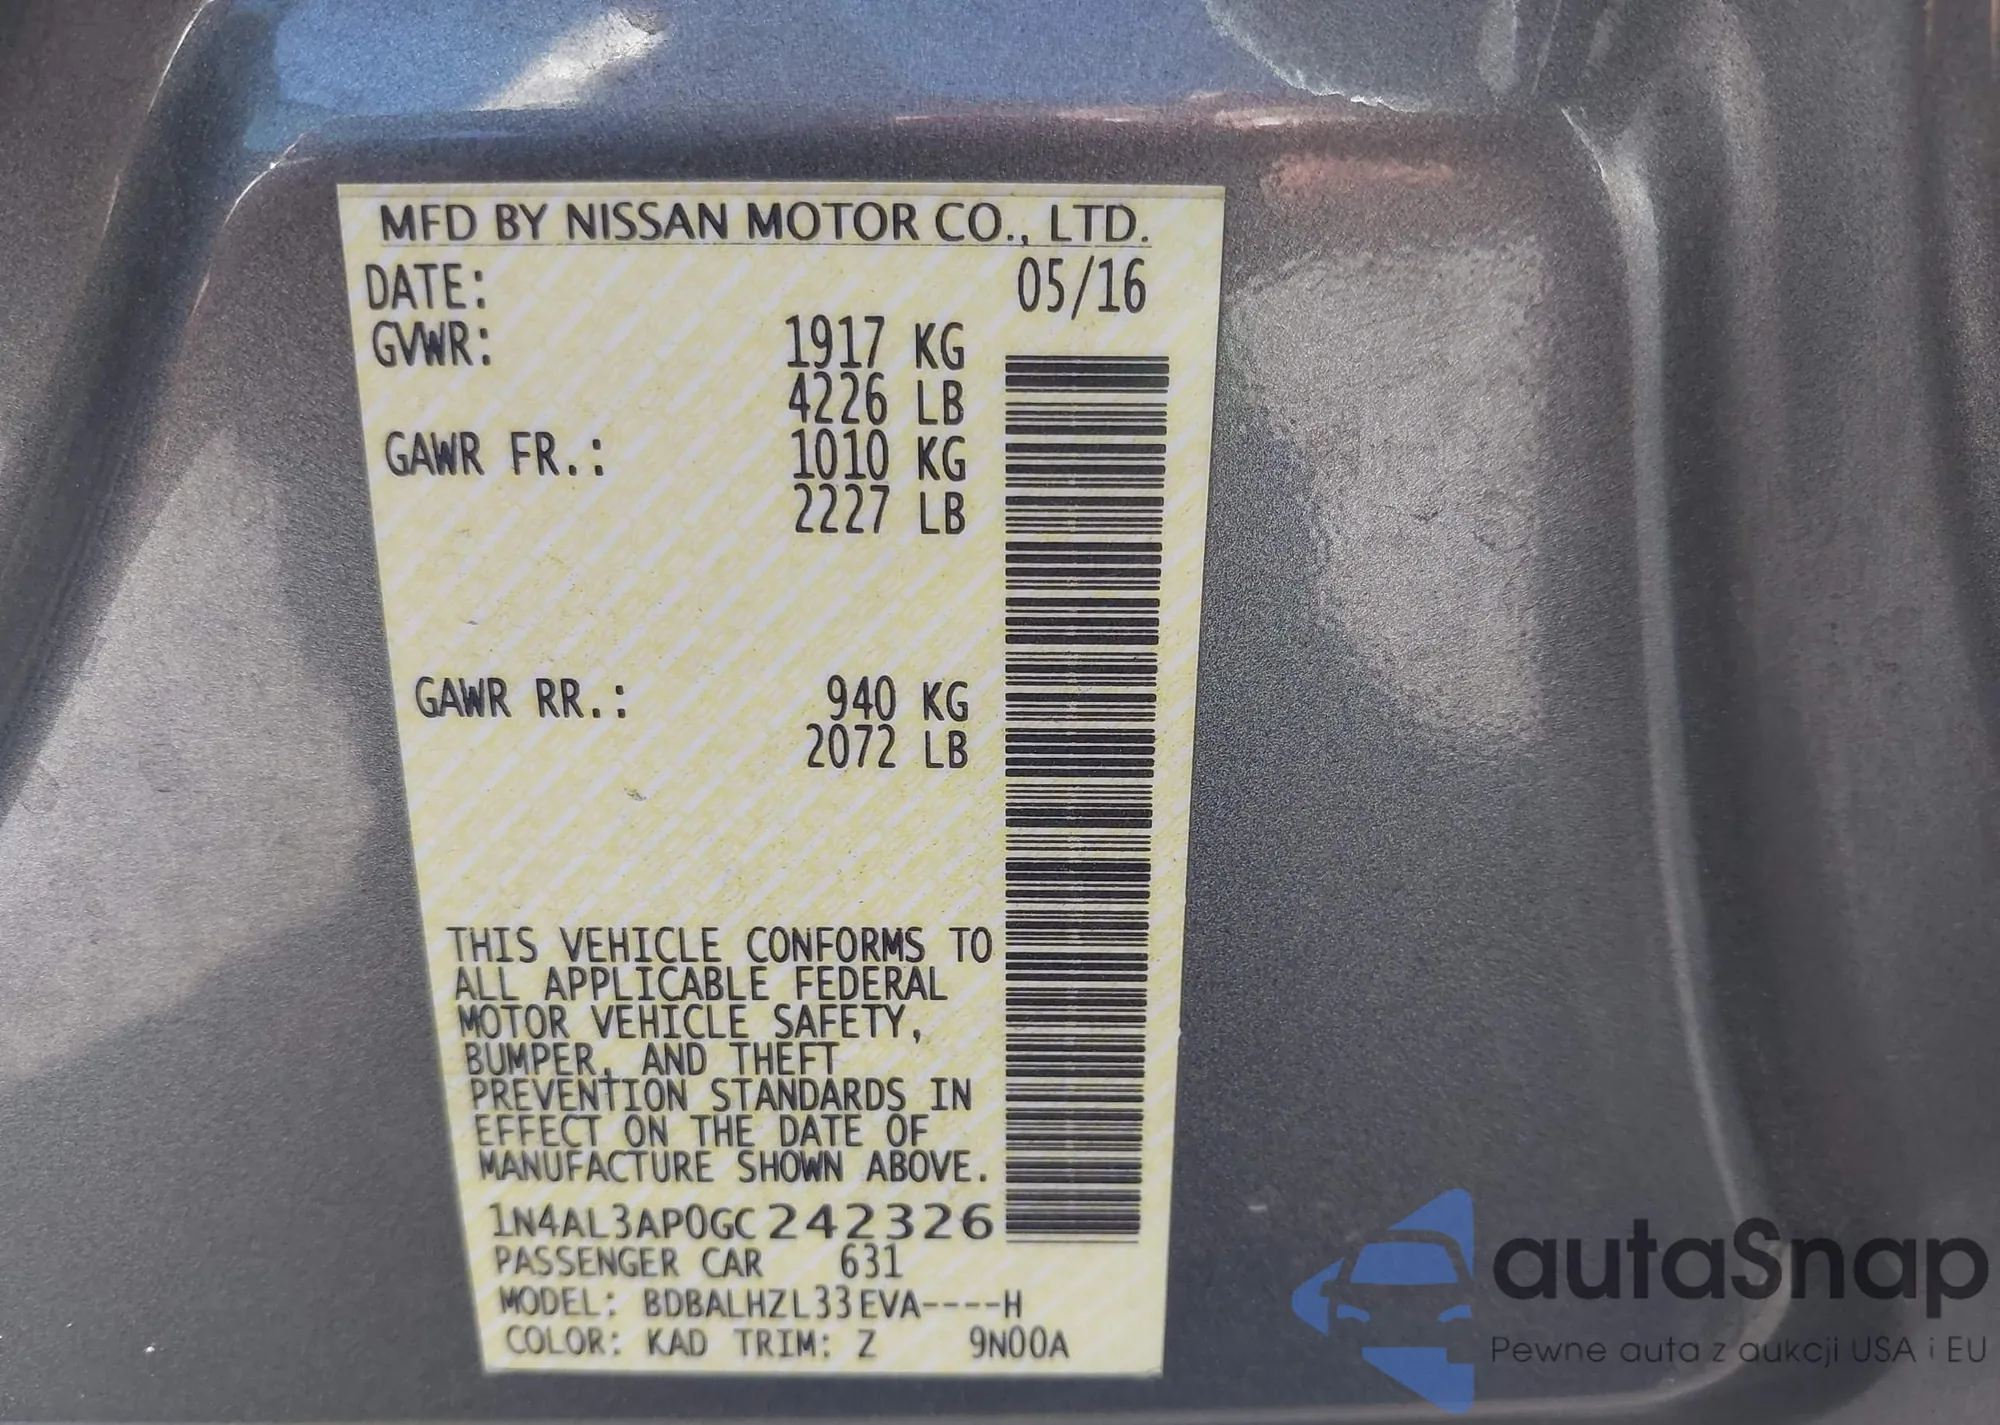 MFD BY NISSAN MOTOR CO., LTD.
DATE: 05/16
GVWR: 1917 KG
4226 LB
GAWR FR.: 1010 KG
2227 LB
GAWR RR.: 940 KG
2072 LB
THIS VEHICLE CONFORMS TO
ALL APPLICABLE FEDERAL
MOTOR VEHICLE SAFETY,
BUMPER, AND THEFT
PREVENTION STANDARDS IN
EFFECT ON THE DATE OF
MANUFACTURE SHOWN ABOVE.
1N4AL3AP0GC242326
PASSENGER CAR 631
MODEL: BDBALHZL33EVA----H
COLOR: KAD TRIM: Z 9N00A
autaSnap
Pewne auta z aukcji USA i EU